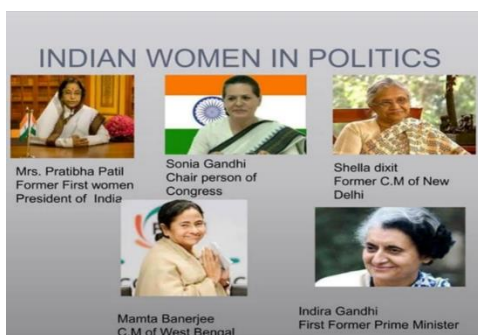 INDIAN WOMEN IN POLITICS
Mrs. Pratibha Patil
Former First women
President of India
Sonia Gandhi
Chair person of
Congress
Shella dixit
Former C.M of New
Delhi
Mamta Banerjee
C.M of West Bengal
Indira Gandhi
First Former Prime Minister